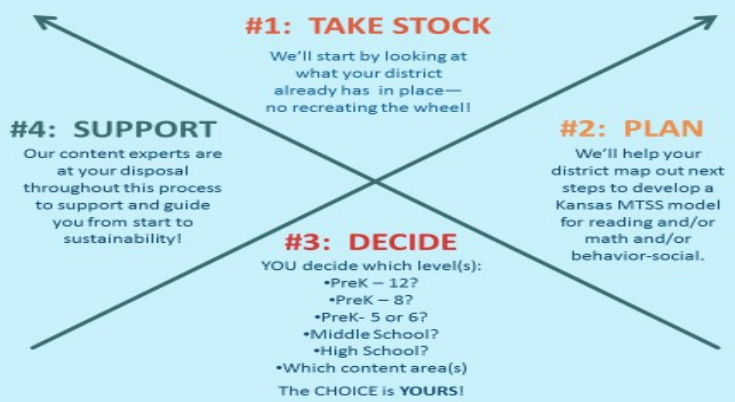 #1: TAKE STOCK
We'll start by looking at
what your district
already has in place—
no recreating the wheel!
#2: PLAN
We'll help your
district map out next
steps to develop a
Kansas MTSS model
for reading and/or
math and/or
behavior-social.
#3: DECIDE
YOU decide which level(s):
•PreK – 12?
•PreK – 8?
•PreK- 5 or 6?
•Middle School?
•High School?
•Which content area(s)
The CHOICE is YOURS!
#4: SUPPORT
Our content experts are
at your disposal
throughout this process
to support and guide
you from start to
sustainability!